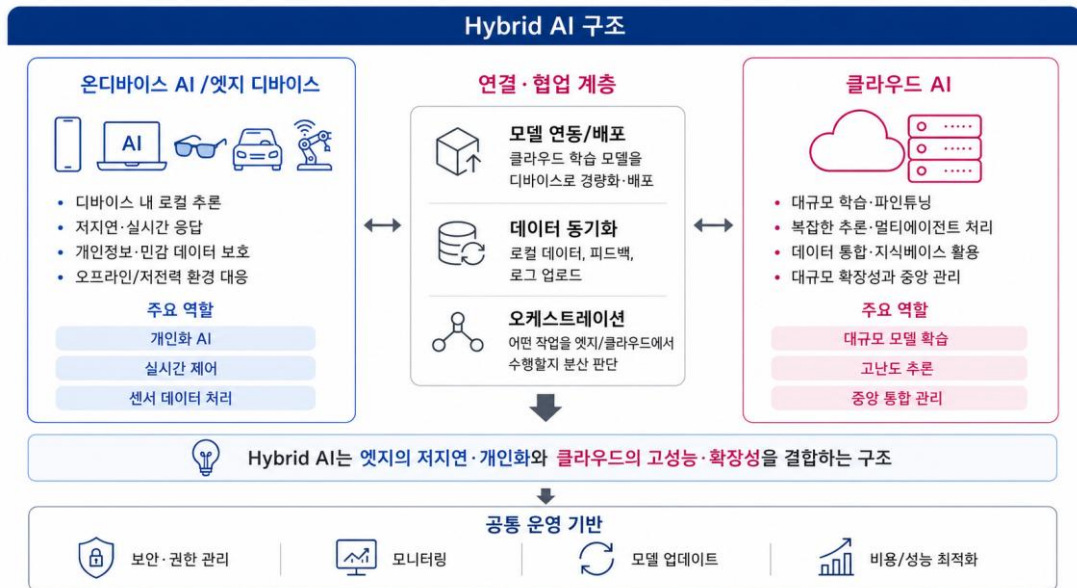 Hybrid AI 구조
온디바이스 AI /엣지 디바이스
AI
• 디바이스 내 로컬 추론
• 저지연·실시간 응답
• 개인정보·민감 데이터 보호
• 오프라인/저전력 환경 대응
주요 역할
개인화 AI
실시간 제어
센서 데이터 처리
연결·협업 계층
모델 연동/배포
클라우드 학습 모델을
디바이스로 경량화·배포
데이터 동기화
로컬 데이터, 피드백,
로그 업로드
오케스트레이션
어떤 작업을 엣지/클라우드에서
수행할지 분산 판단
클라우드 AI
• 대규모 학습·파인튜닝
• 복잡한 추론·멀티에이전트 처리
• 데이터 통합·지식베이스 활용
• 대규모 확장성과 중앙 관리
주요 역할
대규모 모델 학습
고난도 추론
중앙 통합 관리
Hybrid AI는 엣지의 저지연·개인화와 클라우드의 고성능·확장성을 결합하는 구조
공통 운영 기반
보안·권한 관리
모니터링
모델 업데이트
비용/성능 최적화